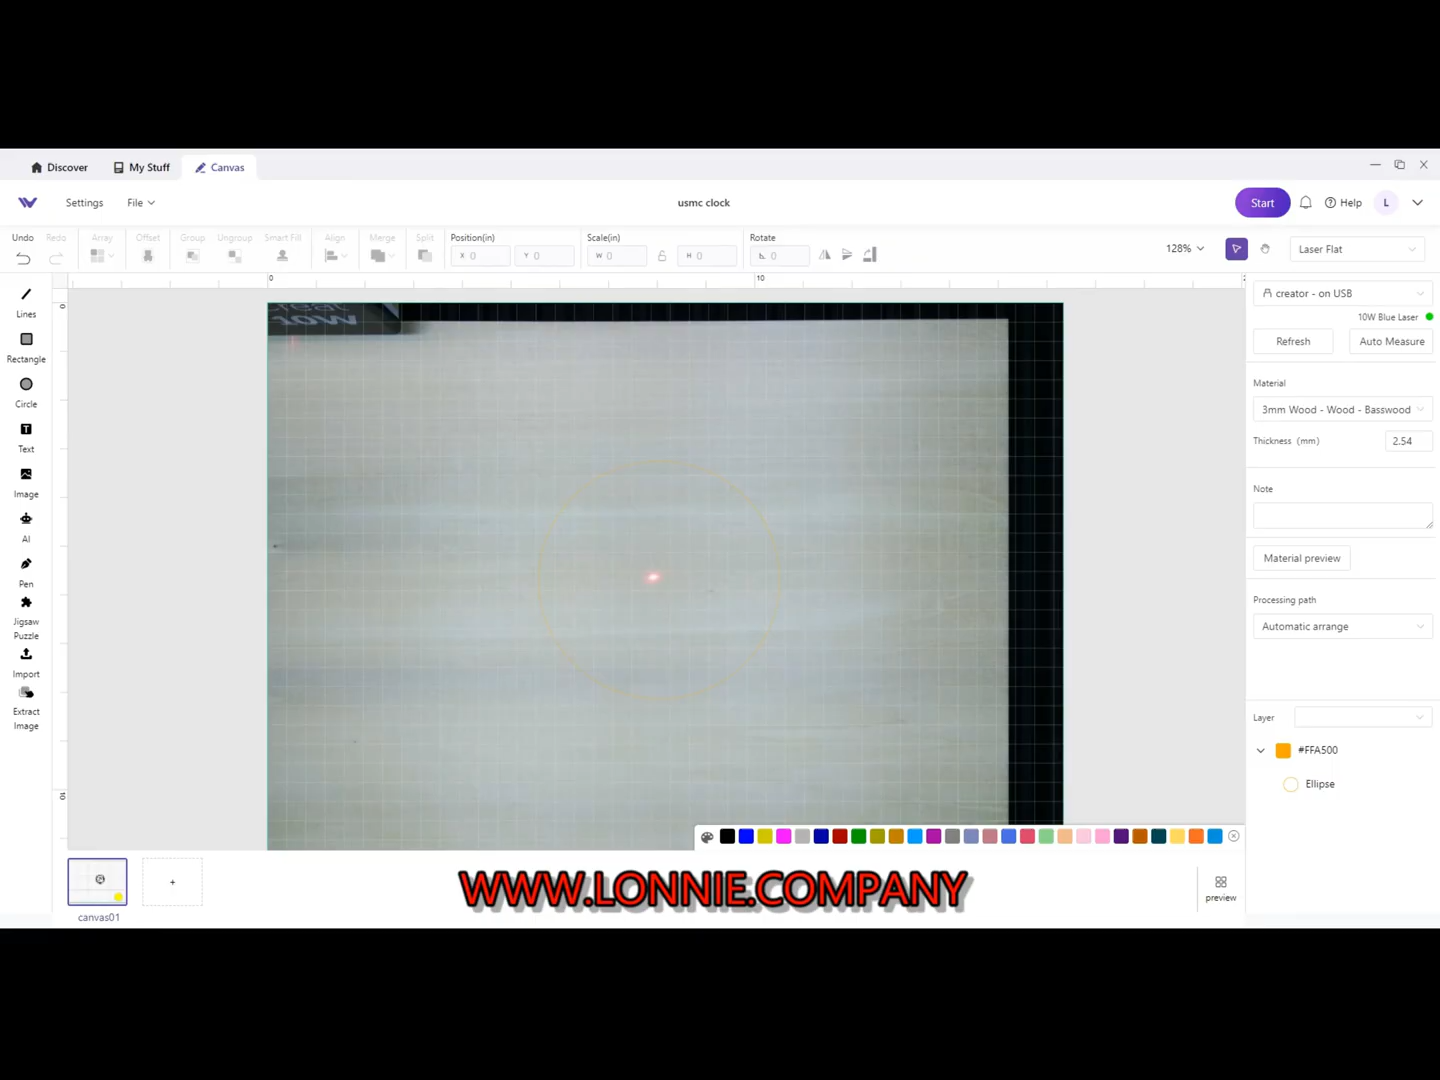 Discover
My Stuff
Canvas
Settings
File
usmc clock
Start
Help
L
Undo
Redo
Array
Offset
Group
Ungroup
Smart Fill
Align
Merge
Split
Position(in)
X 0
Y 0
Scale(in)
W 0
H 0
Rotate
0
128%
Laser Flat
0
10
Lines
Rectangle
Circle
Text
Image
AI
Pen
Jigsaw
Puzzle
Import
Extract
Image
0
10
creator - on USB
10W Blue Laser
Refresh
Auto Measure
Material
3mm Wood - Wood - Basswood
Thickness (mm)
2.54
Note
Material preview
Processing path
Automatic arrange
Layer
#FFA500
Ellipse
canvas01
+
WWW.LONNIE.COMPANY
preview